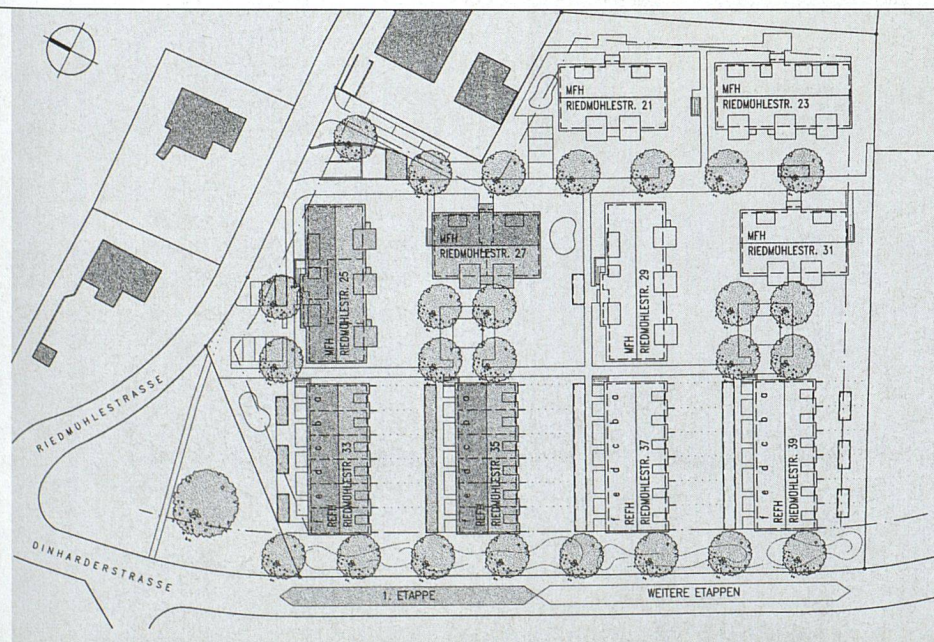 MFH
RIEDMÜHLESTR. 21
MFH
RIEDMÜHLESTR. 23
MFH
RIEDMÜHLESTR. 25
MFH
RIEDMÜHLESTR. 27
MFH
RIEDMÜHLESTR. 29
MFH
RIEDMÜHLESTR. 31
RIEDMÜHLESTRASSE
f e d c b a
REFH RIEDMÜHLESTR. 33
f e d c b a
REFH RIEDMÜHLESTR. 35
f e d c b a
REFH RIEDMÜHLESTR. 37
f e d c b a
REFH RIEDMÜHLESTR. 39
DINHARDERSTRASSE
1. ETAPPE
WEITERE ETAPPEN